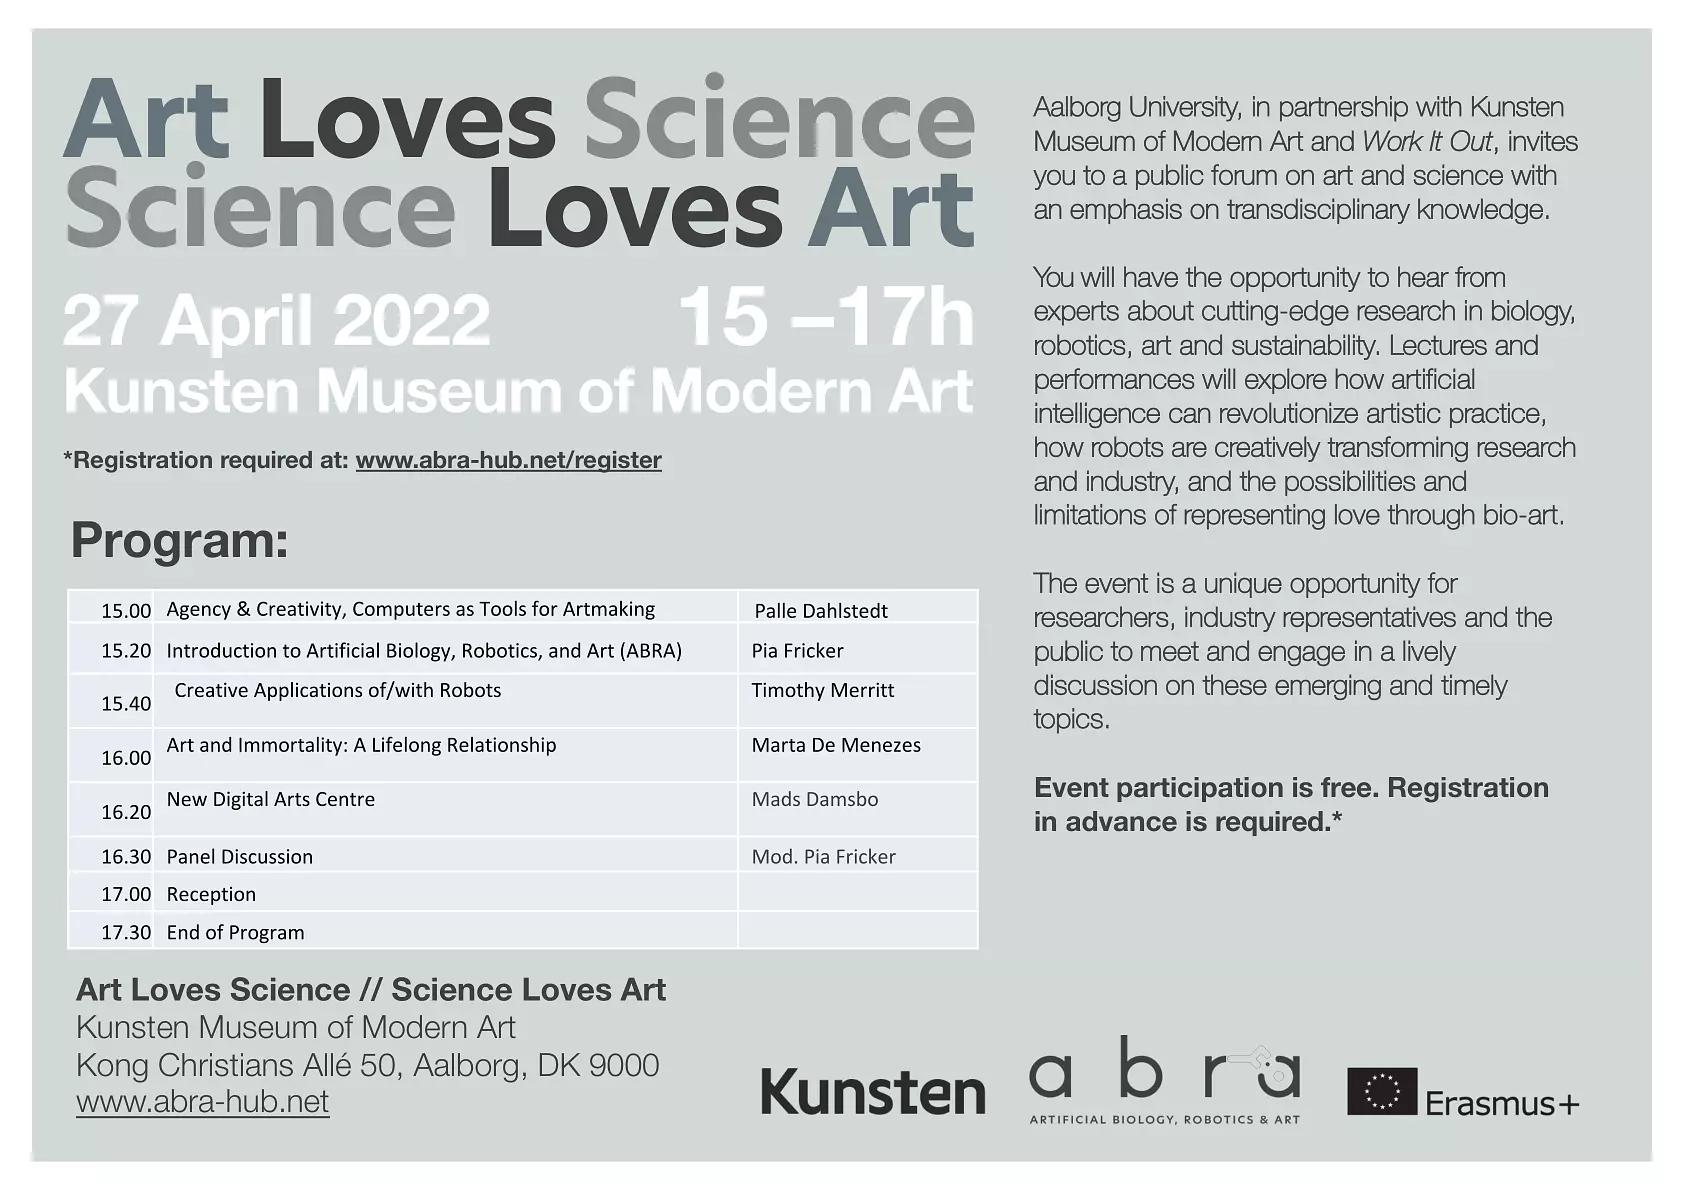 Art Loves Science
Science Loves Art
27 April 2022 15 –17h
Kunsten Museum of Modern Art
*Registration required at: www.abra-hub.net/register
Program:
15.00 Agency & Creativity, Computers as Tools for Artmaking Palle Dahlstedt
15.20 Introduction to Artificial Biology, Robotics, and Art (ABRA) Pia Fricker
15.40 Creative Applications of/with Robots Timothy Merritt
16.00 Art and Immortality: A Lifelong Relationship Marta De Menezes
16.20 New Digital Arts Centre Mads Damsbo
16.30 Panel Discussion Mod. Pia Fricker
17.00 Reception
17.30 End of Program
Art Loves Science // Science Loves Art
Kunsten Museum of Modern Art
Kong Christians Allé 50, Aalborg, DK 9000
www.abra-hub.net
Aalborg University, in partnership with Kunsten
Museum of Modern Art and Work It Out, invites
you to a public forum on art and science with
an emphasis on transdisciplinary knowledge.
You will have the opportunity to hear from
experts about cutting-edge research in biology,
robotics, art and sustainability. Lectures and
performances will explore how artificial
intelligence can revolutionize artistic practice,
how robots are creatively transforming research
and industry, and the possibilities and
limitations of representing love through bio-art.
The event is a unique opportunity for
researchers, industry representatives and the
public to meet and engage in a lively
discussion on these emerging and timely
topics.
Event participation is free. Registration
in advance is required.*
Kunsten
abra
ARTIFICIAL BIOLOGY, ROBOTICS & ART
Erasmus+